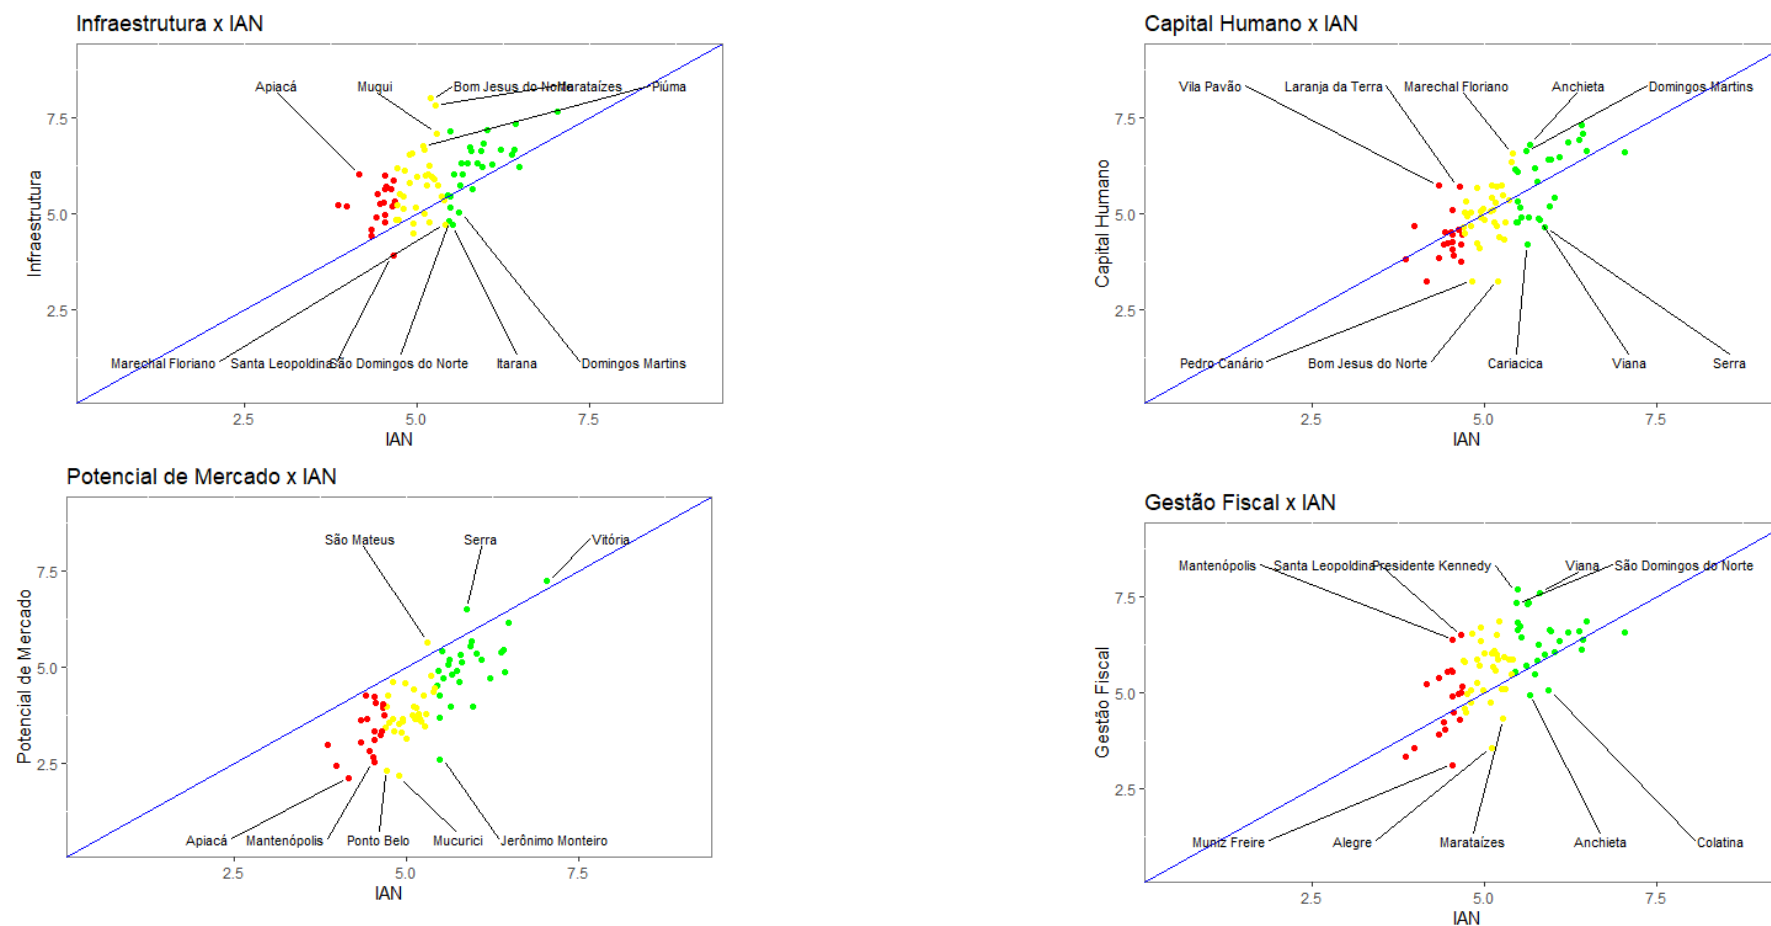 Infraestrutura x IAN
Apiacá
Muqui
Bom Jesus do Norte
Marataízes
Piúma
7.5
5.0
2.5
Infraestrutura
Marechal Floriano
Santa Leopoldina
São Domingos do Norte
Itarana
Domingos Martins
2.5
5.0
7.5
IAN
Capital Humano x IAN
Vila Pavão
Laranja da Terra
Marechal Floriano
Anchieta
Domingos Martins
7.5
5.0
2.5
Capital Humano
Pedro Canário
Bom Jesus do Norte
Cariacica
Viana
Serra
2.5
5.0
7.5
IAN
Potencial de Mercado x IAN
São Mateus
Serra
Vitória
7.5
5.0
2.5
Potencial de Mercado
Apiacá
Mantenópolis
Ponto Belo
Mucurici
Jerônimo Monteiro
2.5
5.0
7.5
IAN
Gestão Fiscal x IAN
Mantenópolis
Santa Leopoldina
Presidente Kennedy
Viana
São Domingos do Norte
7.5
5.0
2.5
Gestão Fiscal
Muniz Freire
Alegre
Marataízes
Anchieta
Colatina
2.5
5.0
7.5
IAN